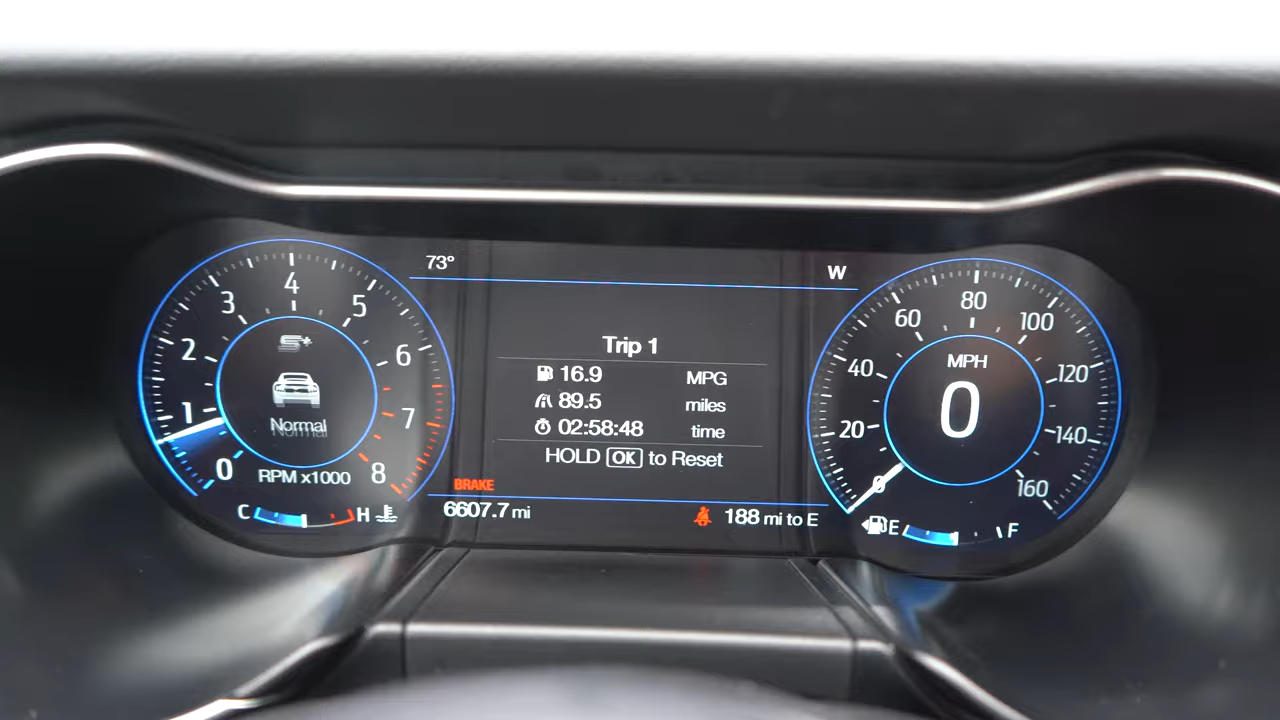 73°
W
4
3
5
2
6
1
7
0
8
S+
Normal
RPM x1000
C
H
Trip 1
16.9 MPG
89.5 miles
02:58:48 time
HOLD OK to Reset
BRAKE
6607.7 mi
188 mi to E
80
60
100
40
120
20
140
0
160
MPH
0
E
F